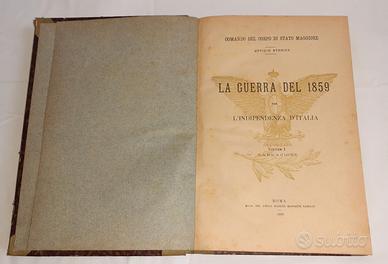 COMANDO DEL CORPO DI STATO MAGGIORE
UFFICIO STORICO
LA GUERRA DEL 1859
PER
L'INDIPENDENZA D'ITALIA
Volume I
NARRAZIONE
ROMA
subito